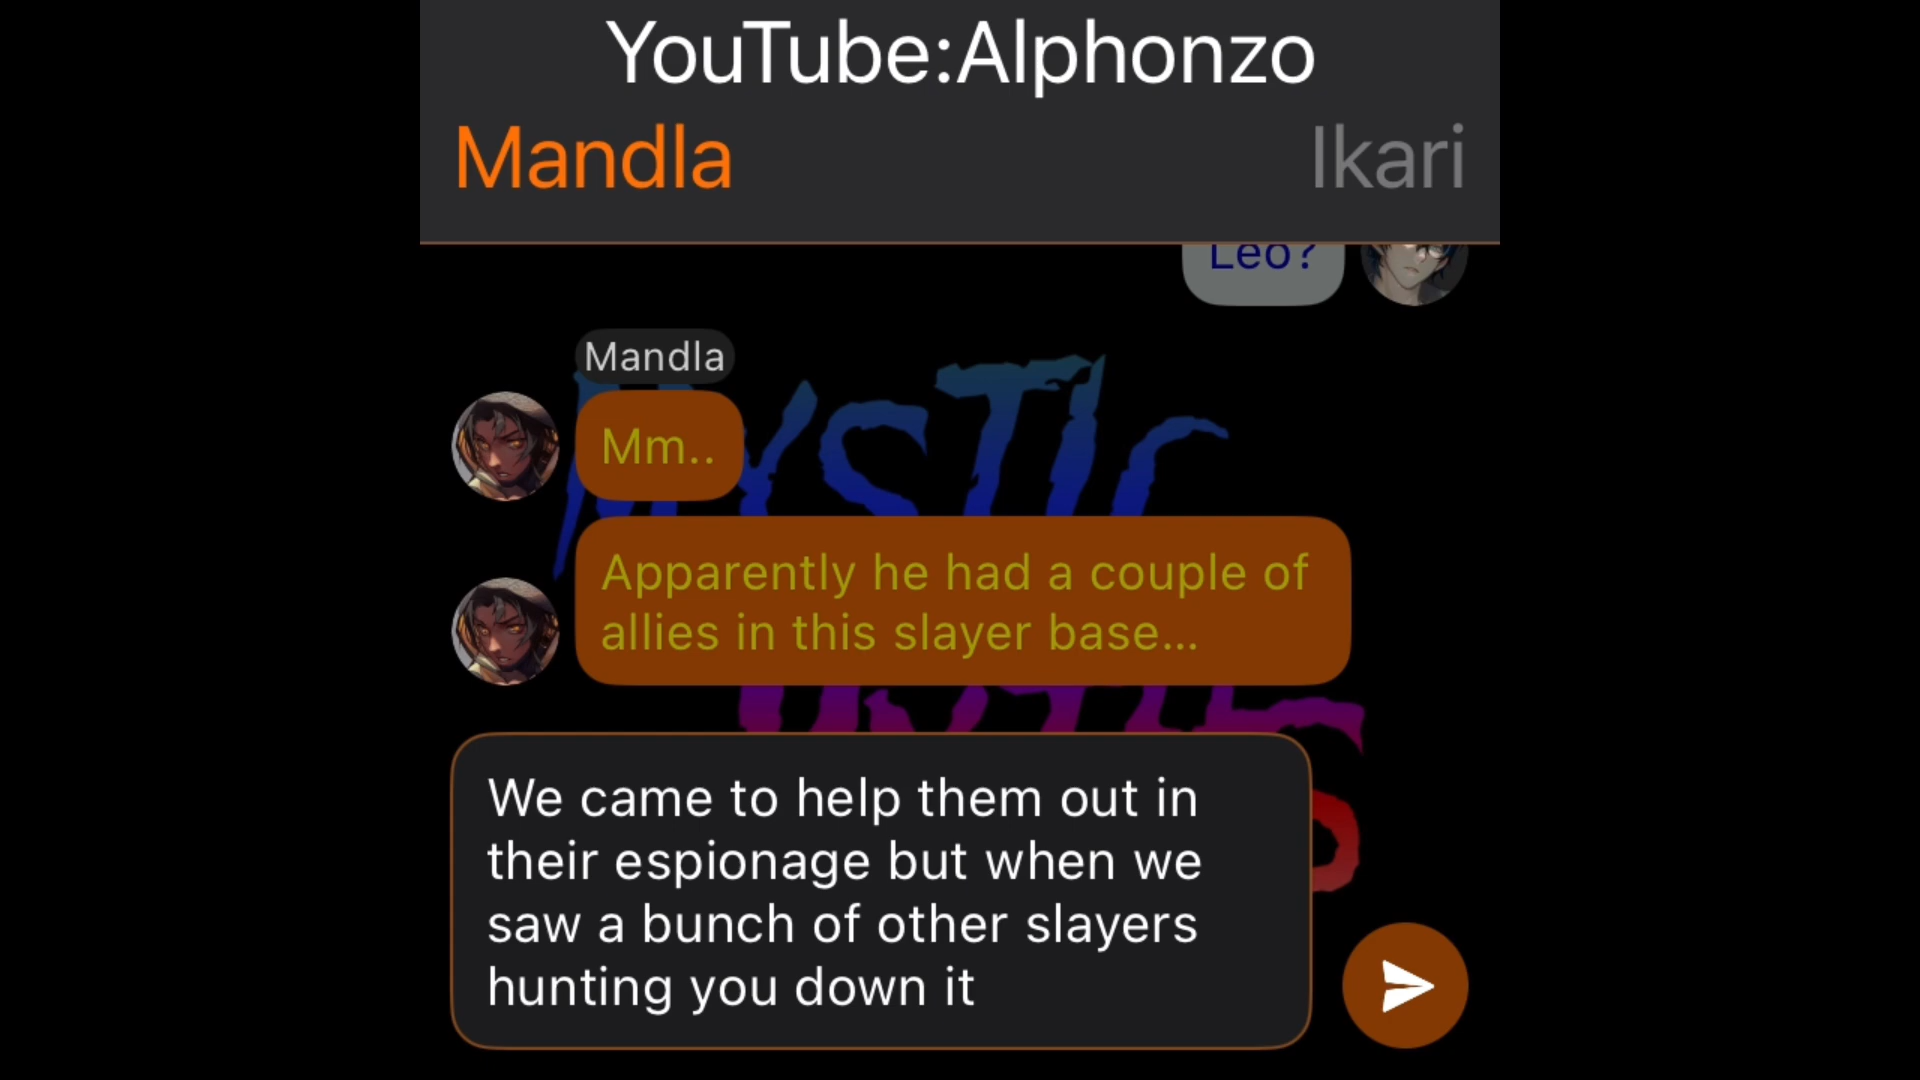 YouTube:Alphonzo
Mandla
Ikari
Leo?
Mandla
Mm..
MYSTIC
Apparently he had a couple of
allies in this slayer base...
We came to help them out in
their espionage but when we
saw a bunch of other slayers
hunting you down it